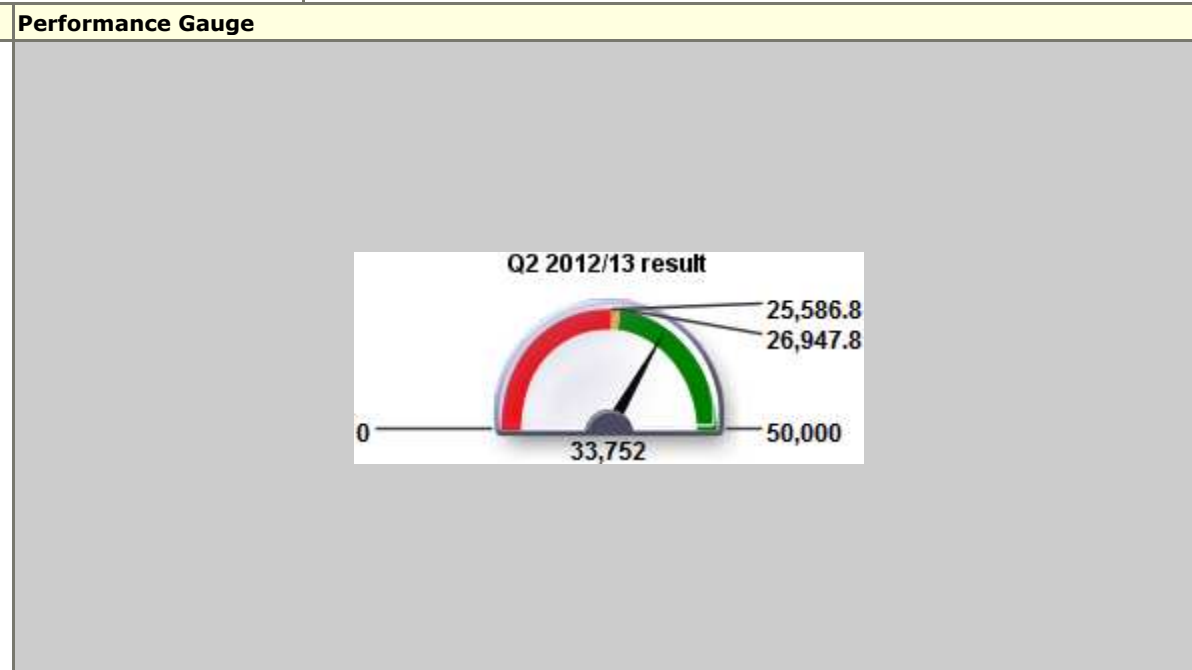 Performance Gauge
Q2 2012/13 result
25,586.8
26,947.8
0
50,000
33,752